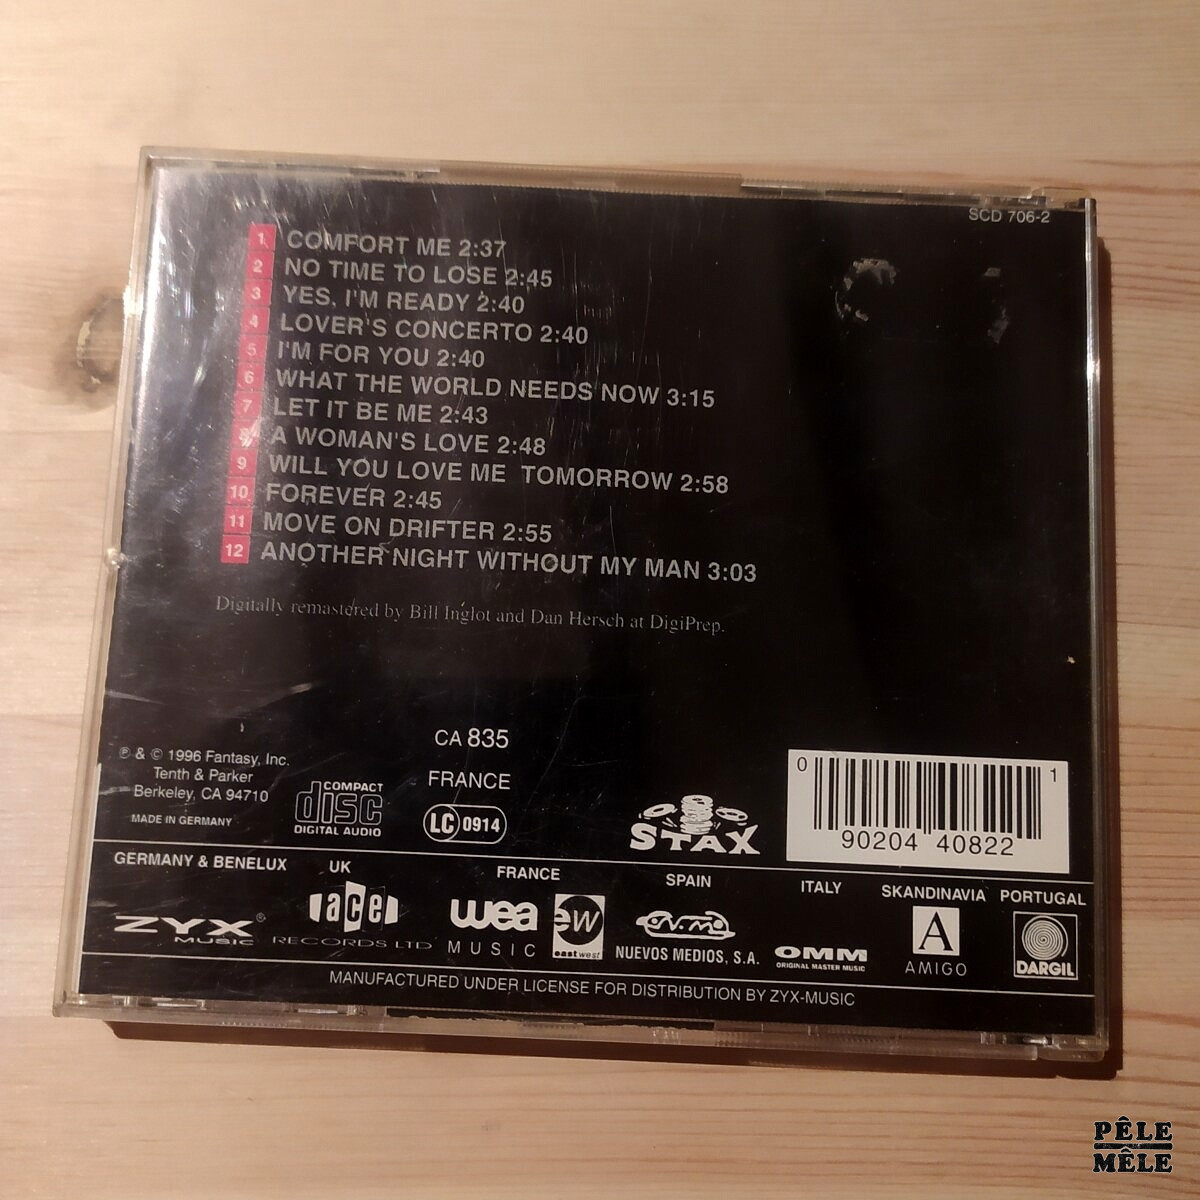 SCD 706-2
1 COMFORT ME 2:37
2 NO TIME TO LOSE 2:45
3 YES, I'M READY 2:40
4 LOVER'S CONCERTO 2:40
5 I'M FOR YOU 2:40
6 WHAT THE WORLD NEEDS NOW 3:15
7 LET IT BE ME 2:43
8 A WOMAN'S LOVE 2:48
9 WILL YOU LOVE ME TOMORROW 2:58
10 FOREVER 2:45
11 MOVE ON DRIFTER 2:55
12 ANOTHER NIGHT WITHOUT MY MAN 3:03
Digitally remastered by Bill Inglot and Dan Hersch at DigiPrep.
℗ & © 1996 Fantasy, Inc.
Tenth & Parker
Berkeley, CA 94710
MADE IN GERMANY
COMPACT
disc
DIGITAL AUDIO
CA 835
FRANCE
LC 0914
STAX
0 90204 40822 1
GERMANY & BENELUX
ZYX®
MUSIC
UK
ace
RECORDS LTD
FRANCE
wea
MUSIC
ew
eastwest
SPAIN
n.m
NUEVOS MEDIOS, S.A.
ITALY
OMM
ORIGINAL MASTER MUSIC
SKANDINAVIA
A
AMIGO
PORTUGAL
DARGIL
MANUFACTURED UNDER LICENSE FOR DISTRIBUTION BY ZYX-MUSIC
PÊLE
MÊLE